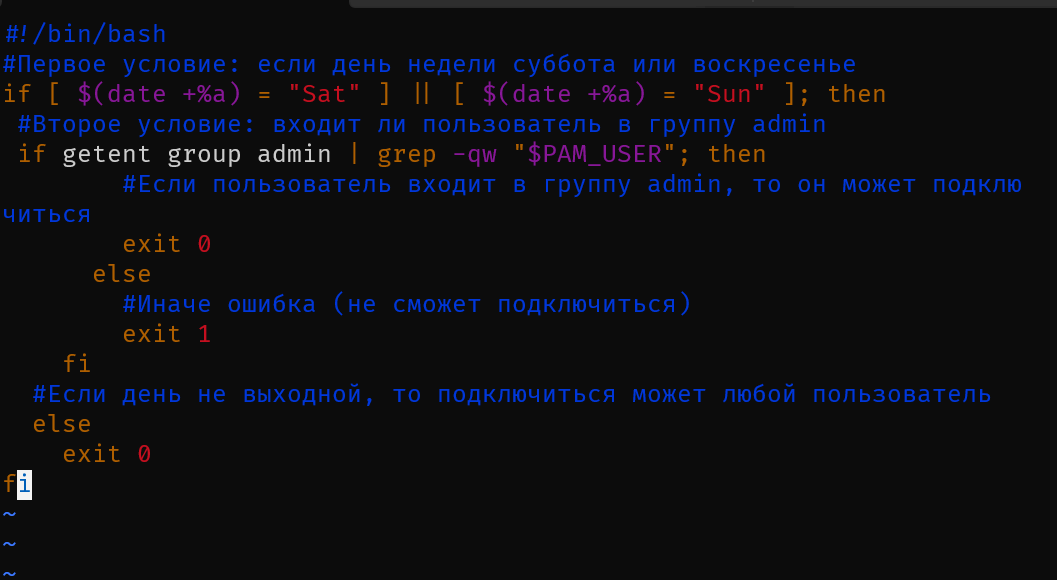 #!/bin/bash
#Первое условие: если день недели суббота или воскресенье
if [ $(date +%a) = "Sat" ] || [ $(date +%a) = "Sun" ]; then
 #Второе условие: входит ли пользователь в группу admin
 if getent group admin | grep -qw "$PAM_USER"; then
        #Если пользователь входит в группу admin, то он может подклю
читься
        exit 0
      else
        #Иначе ошибка (не сможет подключиться)
        exit 1
    fi
  #Если день не выходной, то подключиться может любой пользователь
  else
    exit 0
fi
~
~
~